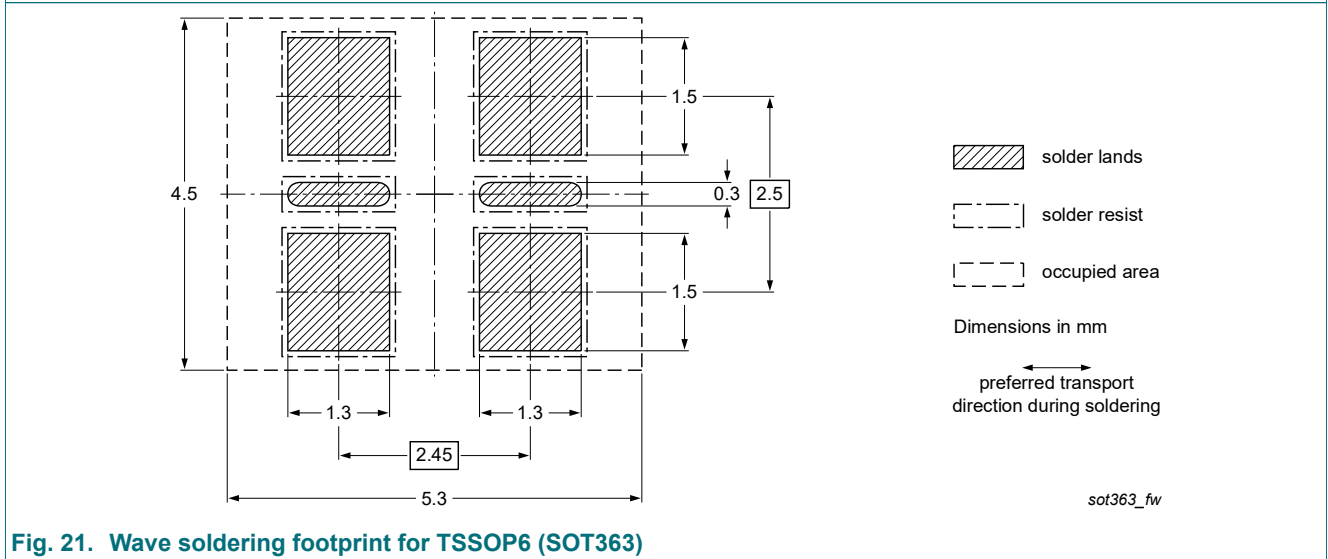 1.5
4.5
0.3
2.5
1.5
1.3
1.3
2.45
5.3
solder lands
solder resist
occupied area
Dimensions in mm
preferred transport
direction during soldering
sot363_fw
Fig. 21. Wave soldering footprint for TSSOP6 (SOT363)